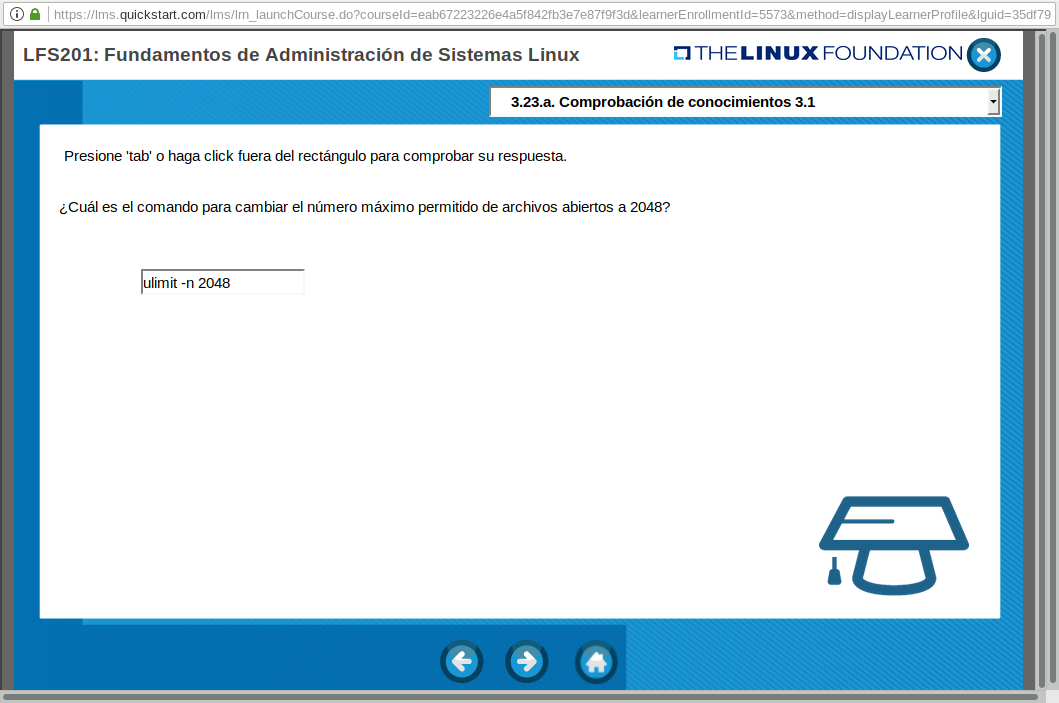 https://lms.quickstart.com/lms/lrn_launchCourse.do?courseId=eab67223226e4a5f842fb3e7e87f9f3d&learnerEnrollmentId=5573&method=displayLearnerProfile&lguid=35df79
LFS201: Fundamentos de Administración de Sistemas Linux
THE LINUX FOUNDATION
3.23.a. Comprobación de conocimientos 3.1
Presione 'tab' o haga click fuera del rectángulo para comprobar su respuesta.
¿Cuál es el comando para cambiar el número máximo permitido de archivos abiertos a 2048?
ulimit -n 2048